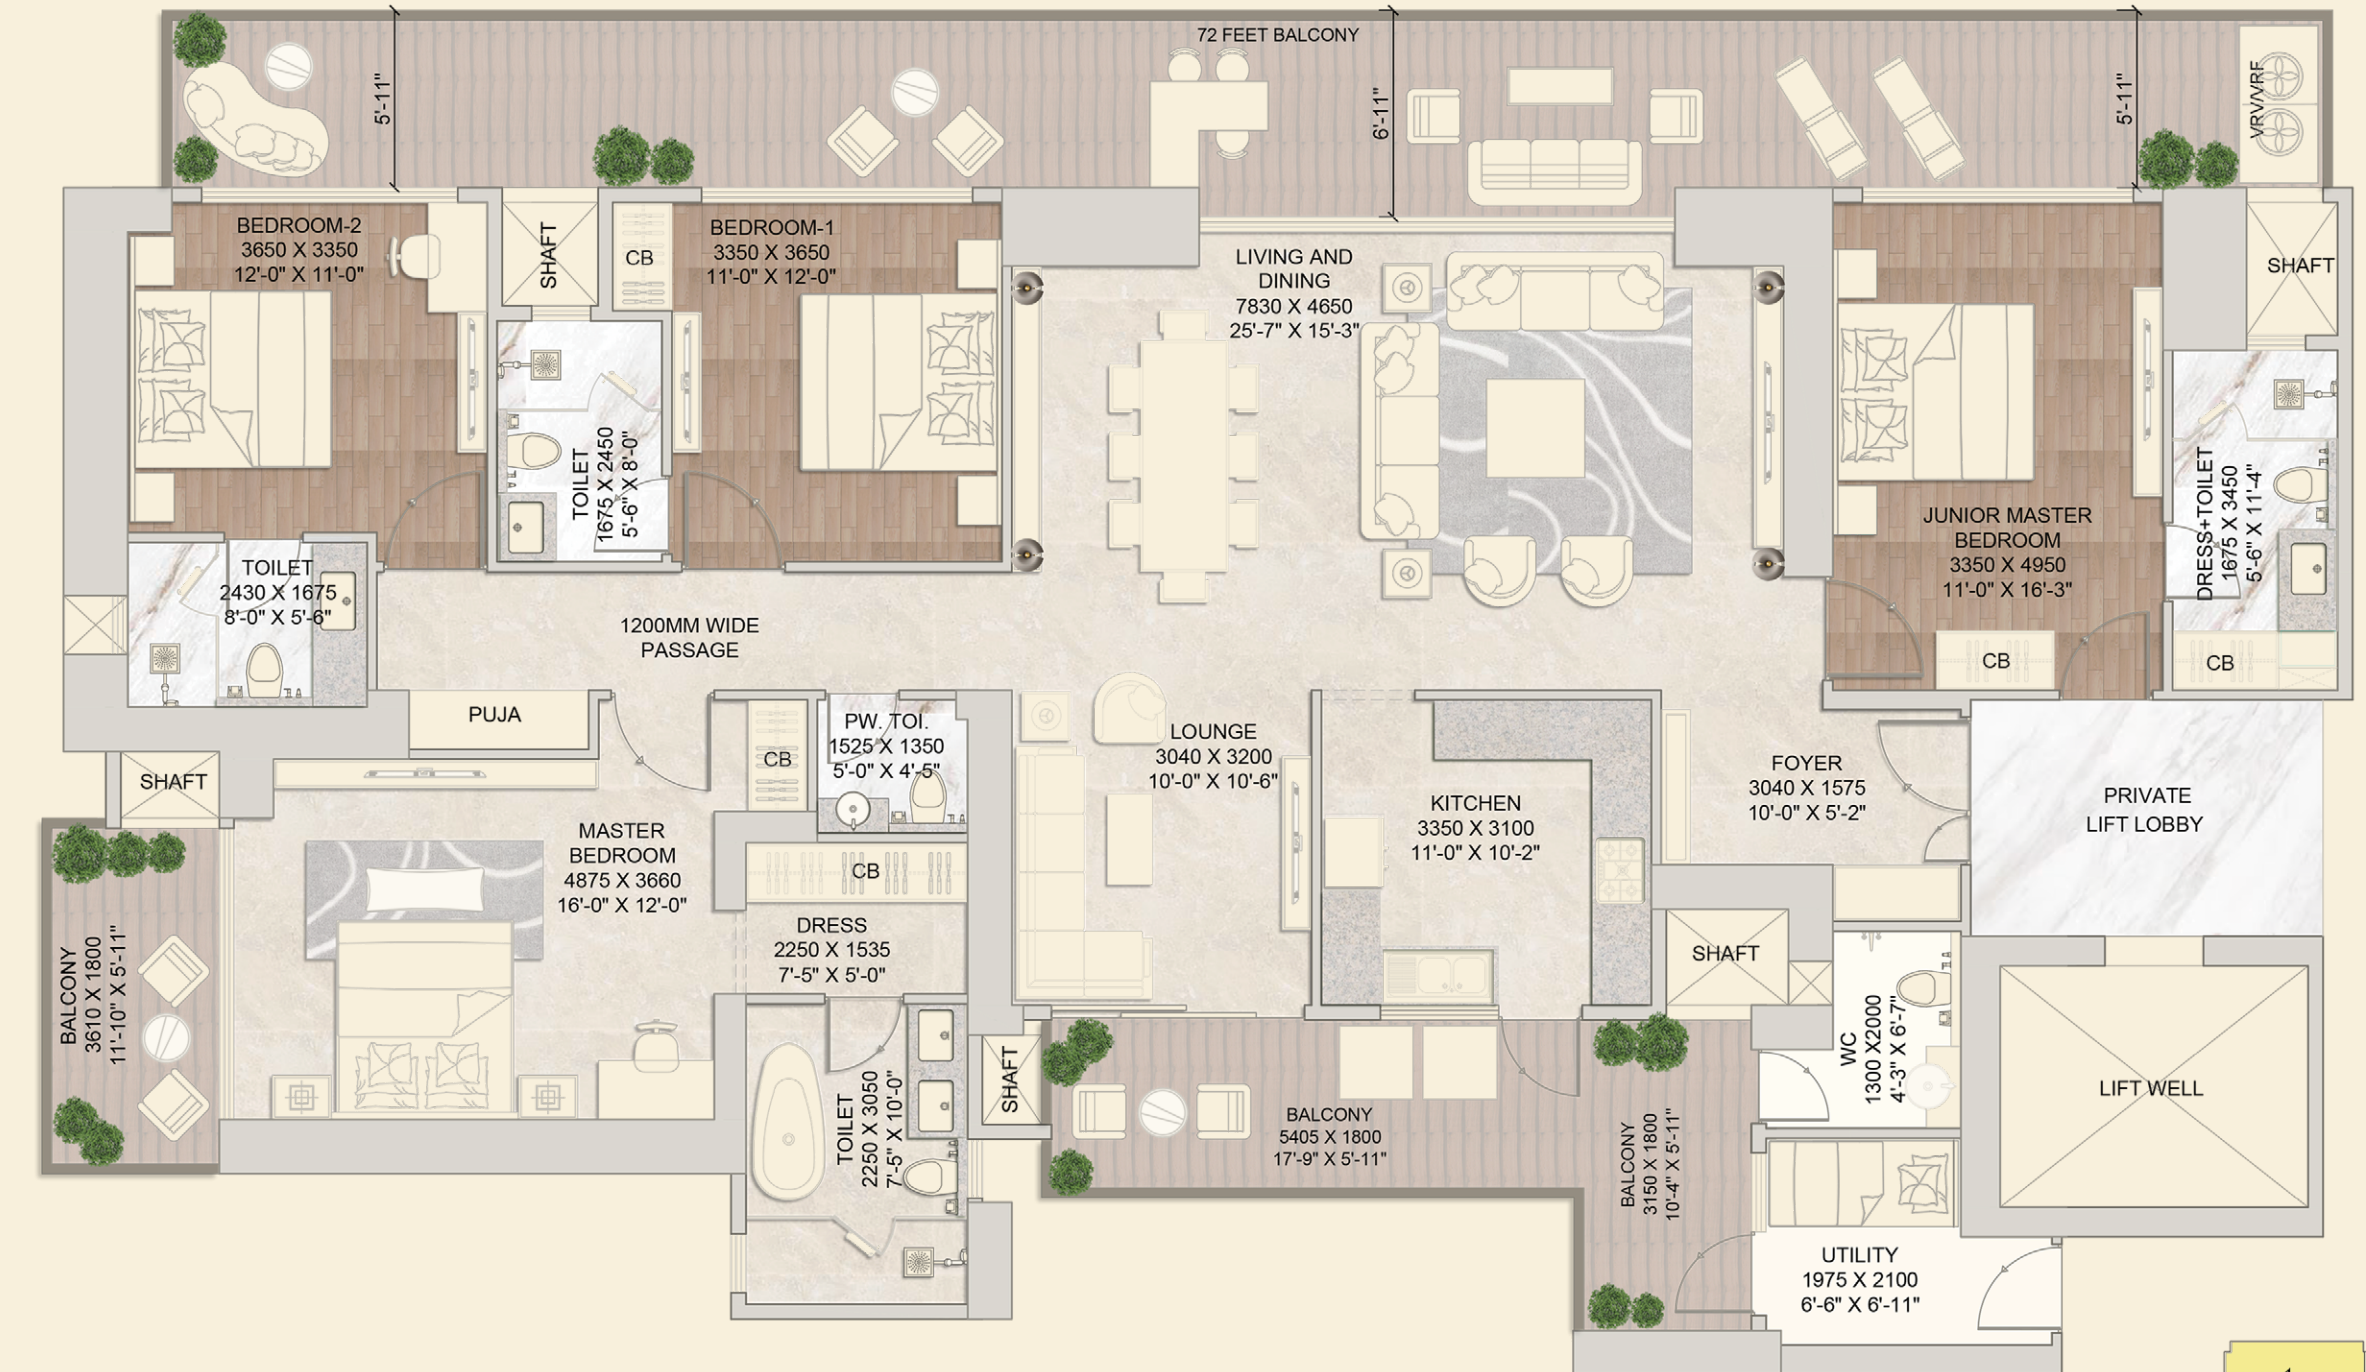 72 FEET BALCONY
5'-11"
6'-11"
5'-11"
VRV/VRF
BEDROOM-2
3650 X 3350
12'-0" X 11'-0"
SHAFT
CB
BEDROOM-1
3350 X 3650
11'-0" X 12'-0"
LIVING AND
DINING
7830 X 4650
25'-7" X 15'-3"
SHAFT
TOILET
1675 X 2450
5'-6" X 8'-0"
JUNIOR MASTER
BEDROOM
3350 X 4950
11'-0" X 16'-3"
DRESS+TOILET
1675 X 3450
5'-6" X 11'-4"
TOILET
2430 X 1675
8'-0" X 5'-6"
1200MM WIDE
PASSAGE
CB
CB
PUJA
PW. TOI.
1525 X 1350
5'-0" X 4'-5"
CB
LOUNGE
3040 X 3200
10'-0" X 10'-6"
SHAFT
FOYER
3040 X 1575
10'-0" X 5'-2"
PRIVATE
LIFT LOBBY
MASTER
BEDROOM
4875 X 3660
16'-0" X 12'-0"
KITCHEN
3350 X 3100
11'-0" X 10'-2"
CB
DRESS
2250 X 1535
7'-5" X 5'-0"
SHAFT
BALCONY
3610 X 1800
11'-10" X 5'-11"
WC
1300 X2000
4'-3" X 6'-7"
SHAFT
LIFT WELL
TOILET
2250 X 3050
7'-5" X 10'-0"
BALCONY
5405 X 1800
17'-9" X 5'-11"
BALCONY
3150 X 1800
10'-4" X 5'-11"
UTILITY
1975 X 2100
6'-6" X 6'-11"